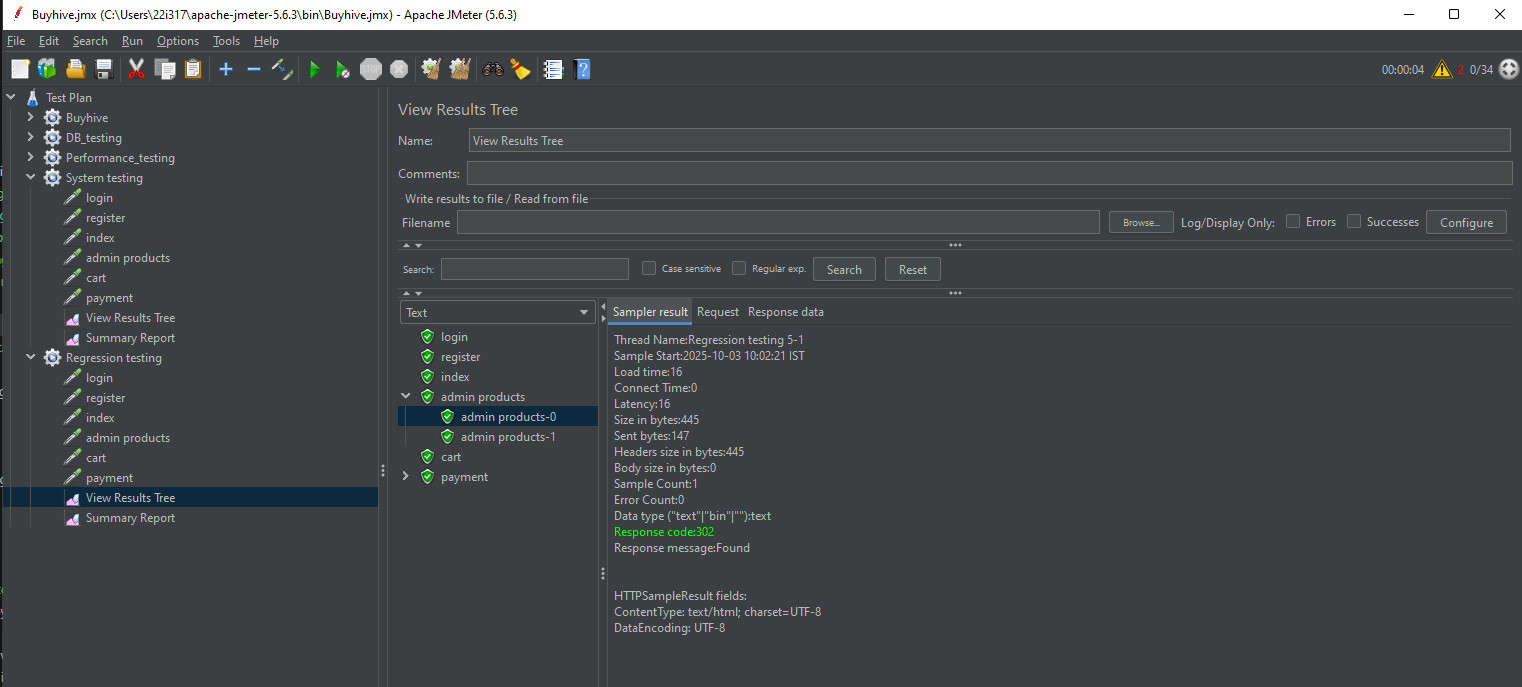 Buyhive.jmx (C:\Users\22i317\apache-jmeter-5.6.3\bin\Buyhive.jmx) - Apache JMeter (5.6.3)
File Edit Search Run Options Tools Help
STOP
00:00:04 2 0/34
Test Plan
Buyhive
DB_testing
Performance_testing
System testing
login
register
index
admin products
cart
payment
View Results Tree
Summary Report
Regression testing
login
register
index
admin products
cart
payment
View Results Tree
Summary Report
View Results Tree
Name: View Results Tree
Comments:
Write results to file / Read from file
Filename Browse... Log/Display Only: Errors Successes Configure
Search: Case sensitive Regular exp. Search Reset
Text
login
register
index
admin products
admin products-0
admin products-1
cart
payment
Sampler result Request Response data
Thread Name:Regression testing 5-1
Sample Start:2025-10-03 10:02:21 IST
Load time:16
Connect Time:0
Latency:16
Size in bytes:445
Sent bytes:147
Headers size in bytes:445
Body size in bytes:0
Sample Count:1
Error Count:0
Data type ("text"|"bin"|""):text
Response code:302
Response message:Found
HTTPSampleResult fields:
ContentType: text/html; charset=UTF-8
DataEncoding: UTF-8